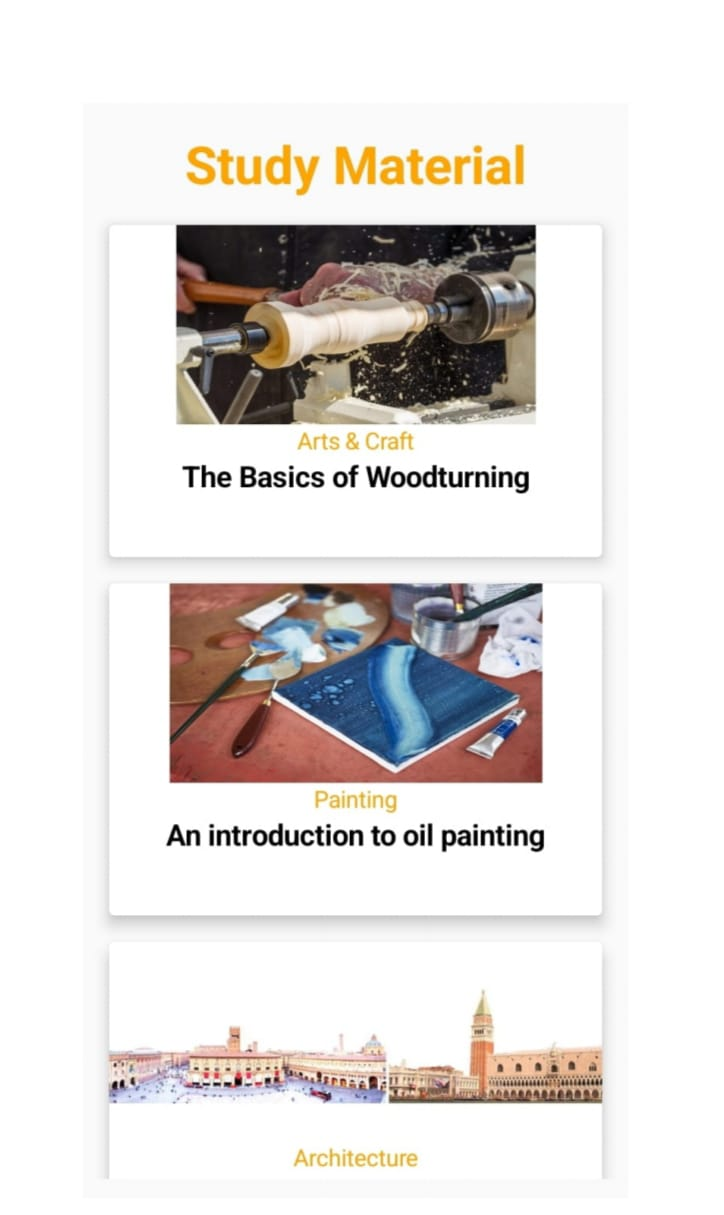 Study Material
Arts & Craft
The Basics of Woodturning
Painting
An introduction to oil painting
Architecture